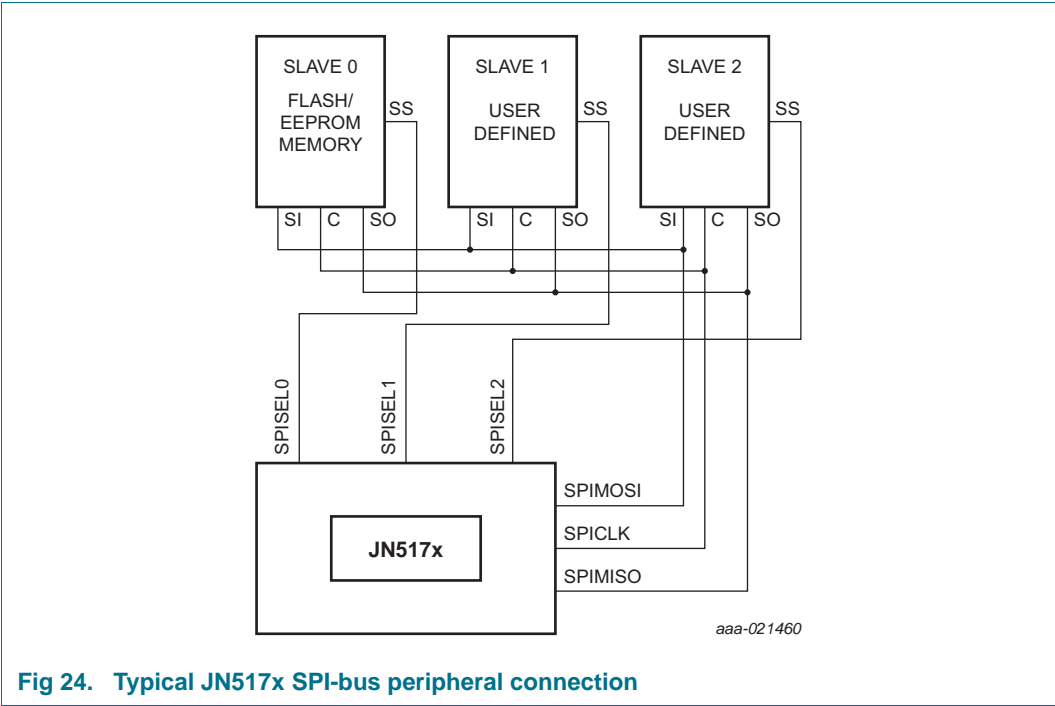 SLAVE 0
FLASH/
EEPROM
MEMORY
SS
SI
C
SO
SLAVE 1
USER
DEFINED
SS
SI
C
SO
SLAVE 2
USER
DEFINED
SS
SI
C
SO
SPISEL0
SPISEL1
SPISEL2
JN517x
SPIMOSI
SPICLK
SPIMISO
aaa-021460
Fig 24. Typical JN517x SPI-bus peripheral connection